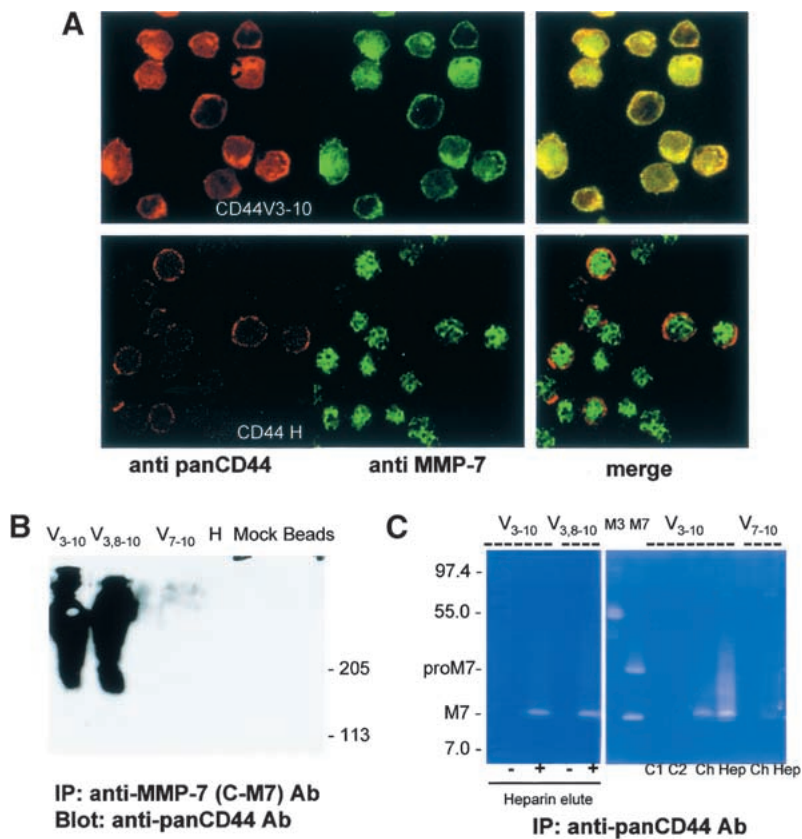 A
CD44V3-10
CD44 H
anti panCD44 anti MMP-7 merge
B
V3-10 V3,8-10 V7-10 H Mock Beads
- 205
- 113
IP: anti-MMP-7 (C-M7) Ab
Blot: anti-panCD44 Ab
C
V3-10 V3,8-10 M3 M7 V3-10 V7-10
97.4 -
55.0 -
proM7 -
M7 -
7.0 -
- + - + C1 C2 Ch Hep Ch Hep
Heparin elute
IP: anti-panCD44 Ab